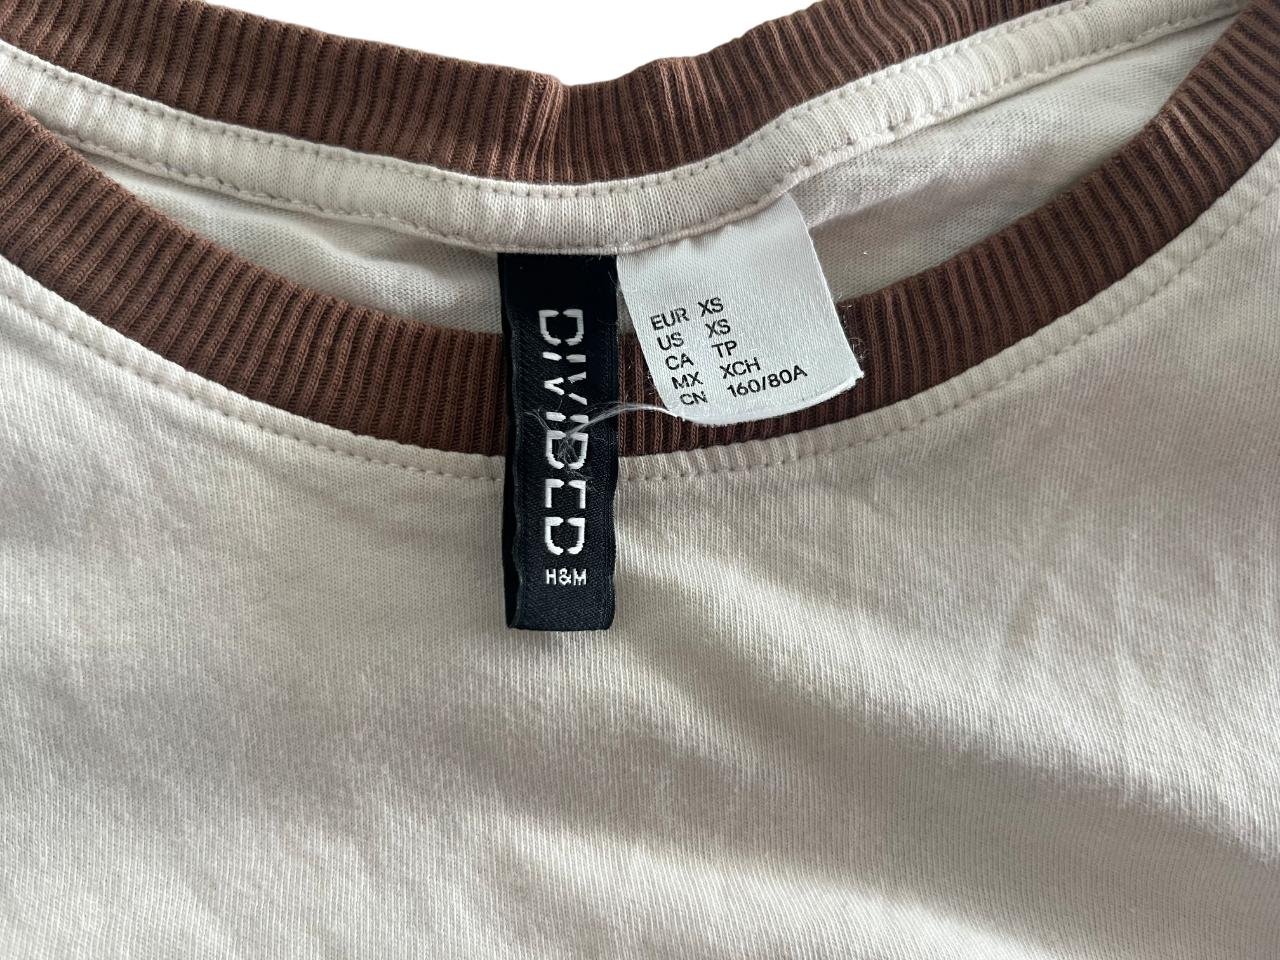 DIVIDED
H&M
EUR XS
US XS
CA TP
MX XCH
CN 160/80A